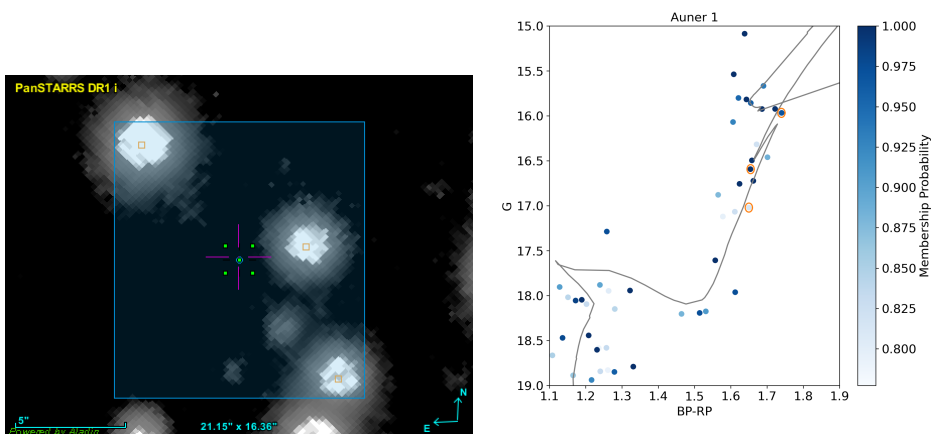 PanSTARRS DR1 i
N
E
5"
Powered by Aladin
21.15" x 16.36"
Auner 1
15.0
15.5
16.0
16.5
17.0
17.5
18.0
18.5
19.0
G
1.1 1.2 1.3 1.4 1.5 1.6 1.7 1.8 1.9
BP-RP
1.000
0.975
0.950
0.925
0.900
0.875
0.850
0.825
0.800
Membership Probability